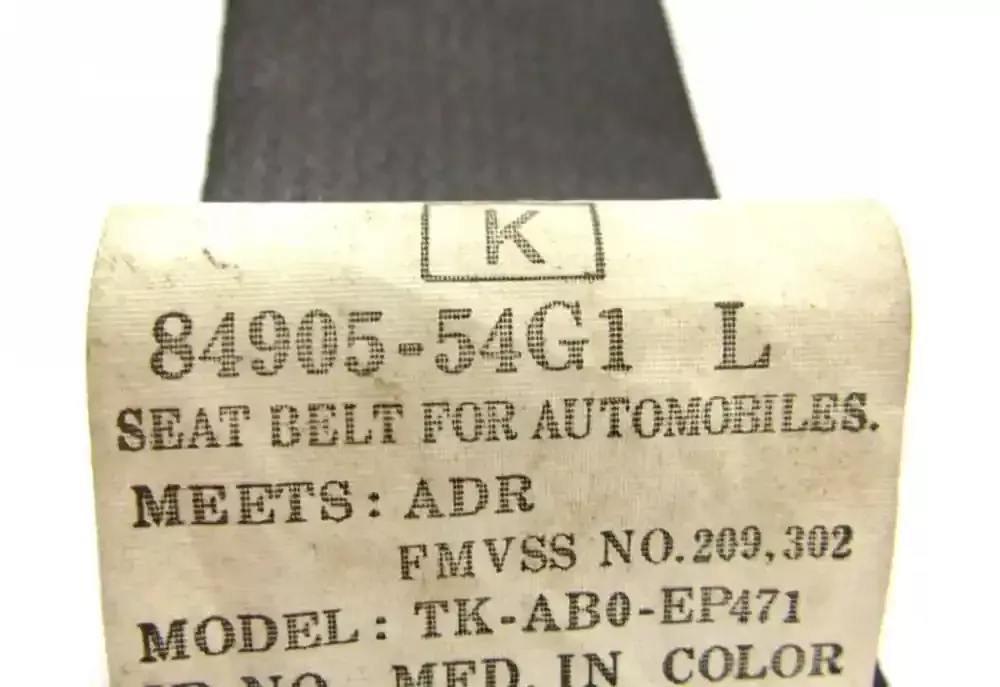 K
84905-54G1 L
SEAT BELT FOR AUTOMOBILES.
MEETS: ADR
FMVSS NO. 209, 302
MODEL: TK-AB0-EP471
NO. MFD. IN COLOR